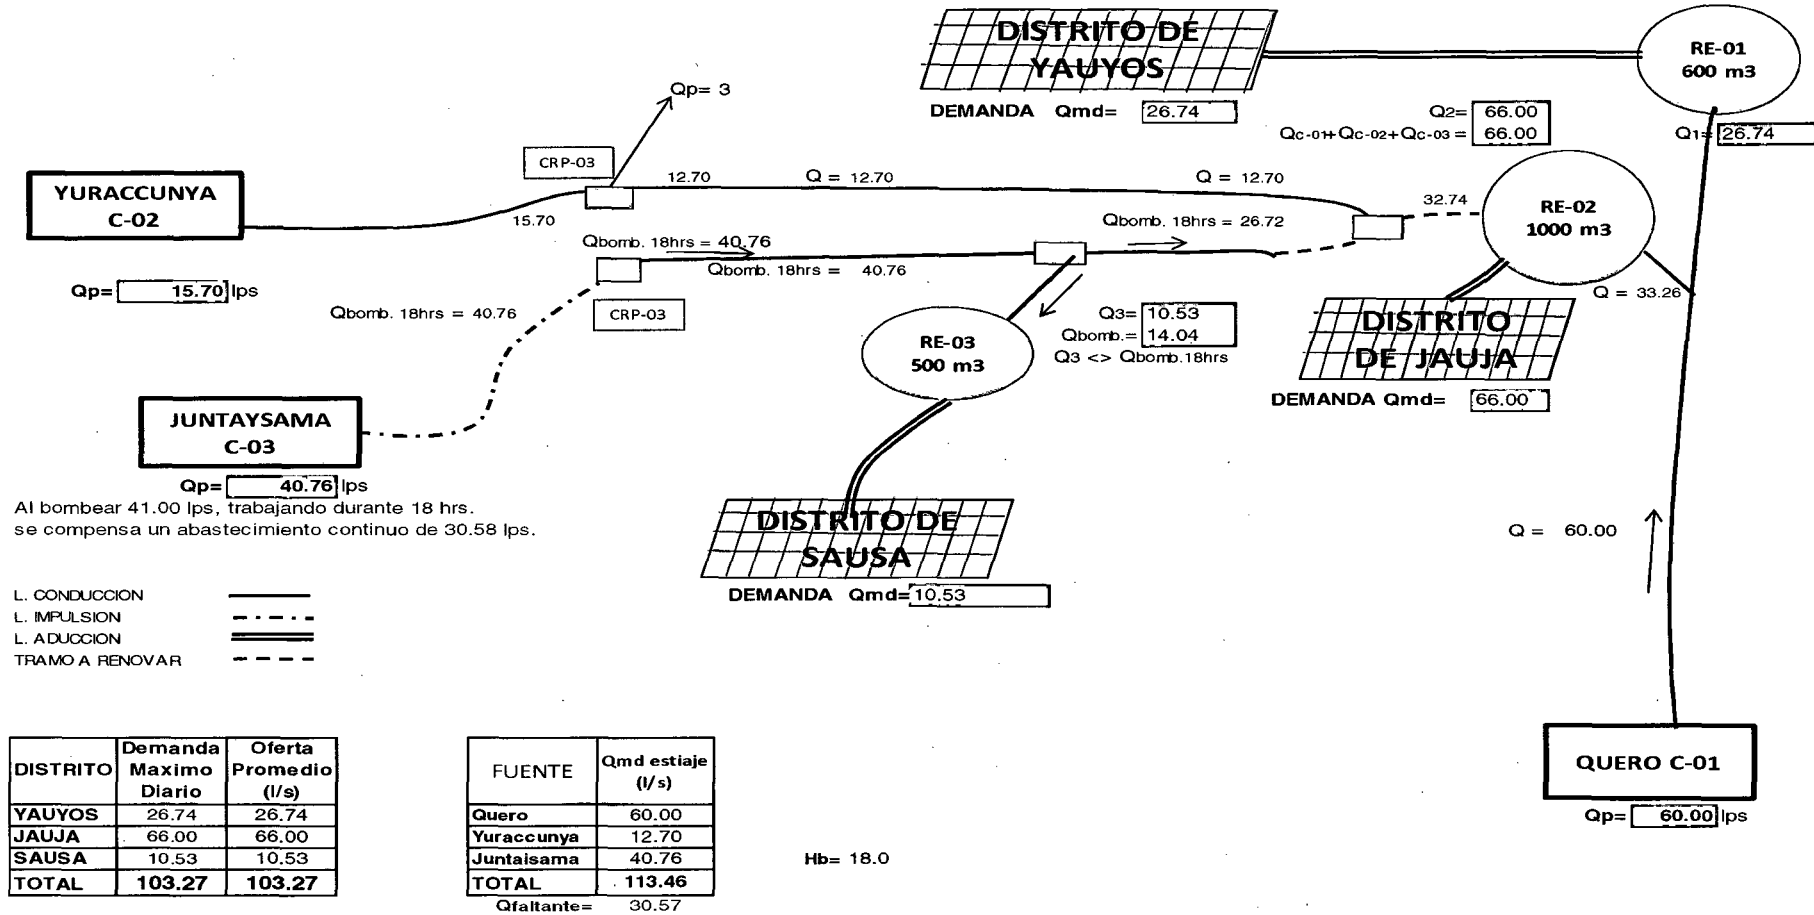 DISTRITO DE
YAUYOS
DEMANDA Qmd= 26.74
RE-01
600 m3
Q1= 26.74
Q2= 66.00
Qc-01+Qc-02+Qc-03 = 66.00
Qp= 3
CRP-03
YURACCUNYA
C-02
Qp= 15.70 lps
15.70
12.70
Q = 12.70
Q = 12.70
32.74
RE-02
1000 m3
Qbomb. 18hrs = 40.76
Qbomb. 18hrs = 40.76
Qbomb. 18hrs = 26.72
Qbomb. 18hrs = 40.76
CRP-03
Q3= 10.53
Qbomb.= 14.04
Q3 <> Qbomb.18hrs
RE-03
500 m3
Q = 33.26
DISTRITO
DE JAUJA
DEMANDA Qmd= 66.00
JUNTAYSAMA
C-03
Qp= 40.76 lps
Al bombear 41.00 lps, trabajando durante 18 hrs.
se compensa un abastecimiento continuo de 30.58 lps.
DISTRITO DE
SAUSA
DEMANDA Qmd= 10.53
Q = 60.00
L. CONDUCCION
L. IMPULSION
L. ADUCCION
TRAMO A RENOVAR
QUERO C-01
Qp= 60.00 lps
DISTRITO Demanda Maximo Diario Oferta Promedio (l/s)
YAUYOS 26.74 26.74
JAUJA 66.00 66.00
SAUSA 10.53 10.53
TOTAL 103.27 103.27
FUENTE Qmd estiaje (l/s)
Quero 60.00
Yuraccunya 12.70
Juntaisama 40.76
TOTAL 113.46
Qfaltante= 30.57
Hb= 18.0